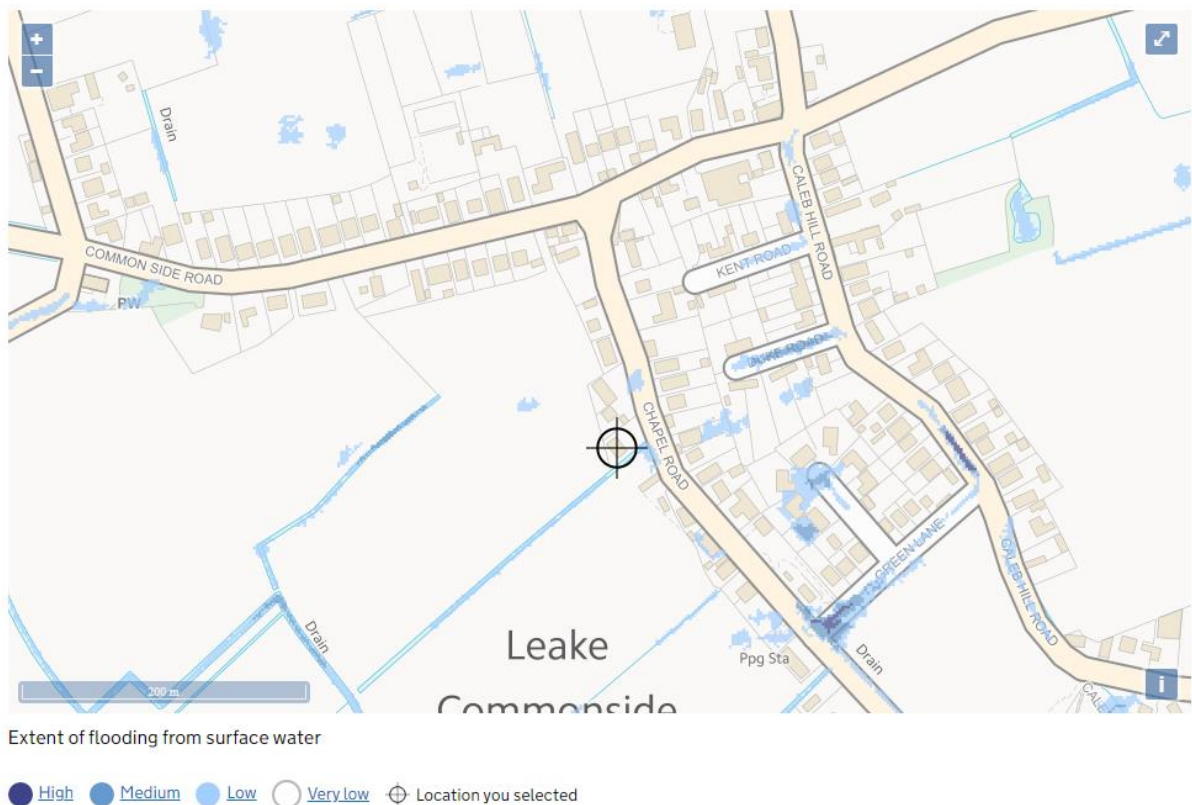 +
-
Drain
CALEB HILL ROAD
KENT ROAD
COMMON SIDE ROAD
PW
DUKE ROAD
CHAPEL ROAD
GREEN LANE
CALEB HILL ROAD
Drain
Leake
Commonside
Ppg Sta
Drain
CALE
200 m
i
Extent of flooding from surface water
High Medium Low Very low Location you selected